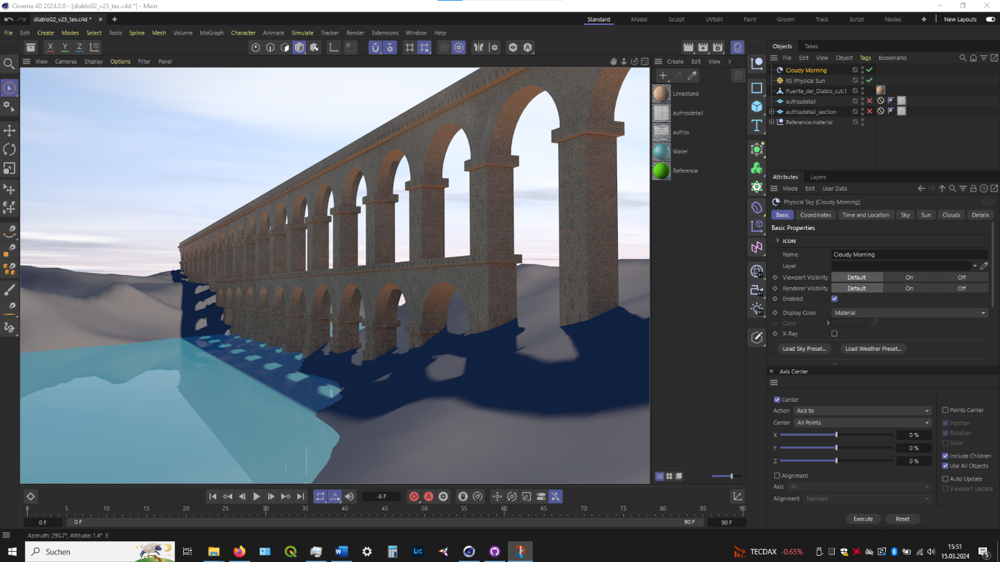 Cinema 4D 2024.0.0 - [diablo02_v25_tex.c4d *] - Main
diablo02_v25_tex.c4d *
Standard Model Sculpt UVEdit Paint Groom Track Script Nodes New Layouts
File Edit Create Modes Select Tools Spline Mesh Volume MoGraph Character Animate Simulate Tracker Render Extensions Window Help
X Y Z
View Cameras Display Options Filter Panel
Create Edit View
Limestone
aufrissdetail
aufriss
Water
Reference
Objects Takes
File Edit View Object Tags Bookmarks
Cloudy Morning
RS Physical Sun
Puente_del_Diablo_cut.1
aufrissdetail
aufrissdetail_section
Reference.material
Attributes Layers
Mode Edit User Data
Physical Sky [Cloudy Morning]
Basic Coordinates Time and Location Sky Sun Clouds Details
Basic Properties
ICON
Name Cloudy Morning
Layer
Viewport Visibility Default On Off
Renderer Visibility Default On Off
Enabled
Display Color Material
Color
X-Ray
Load Sky Preset... Load Weather Preset...
Axis Center
Center
Action Axis to Points Center
Center All Points Position
Rotation
X 0 %
Scale
Y 0 %
Include Children
Z 0 %
Use All Objects
Alignment Auto Update
Axis All Viewport Update
Alignment Normals
Execute Reset
-6 F
0 5 10 15 20 25 30 35 40 45 50 55 60 65 70 75 80 85 90
0 F 0 F 90 F 90 F
Azimuth: 290.7°, Altitude: 1.4° E
Suchen
LrC
TECDAX -0,65%
15:51
15.03.2024
5